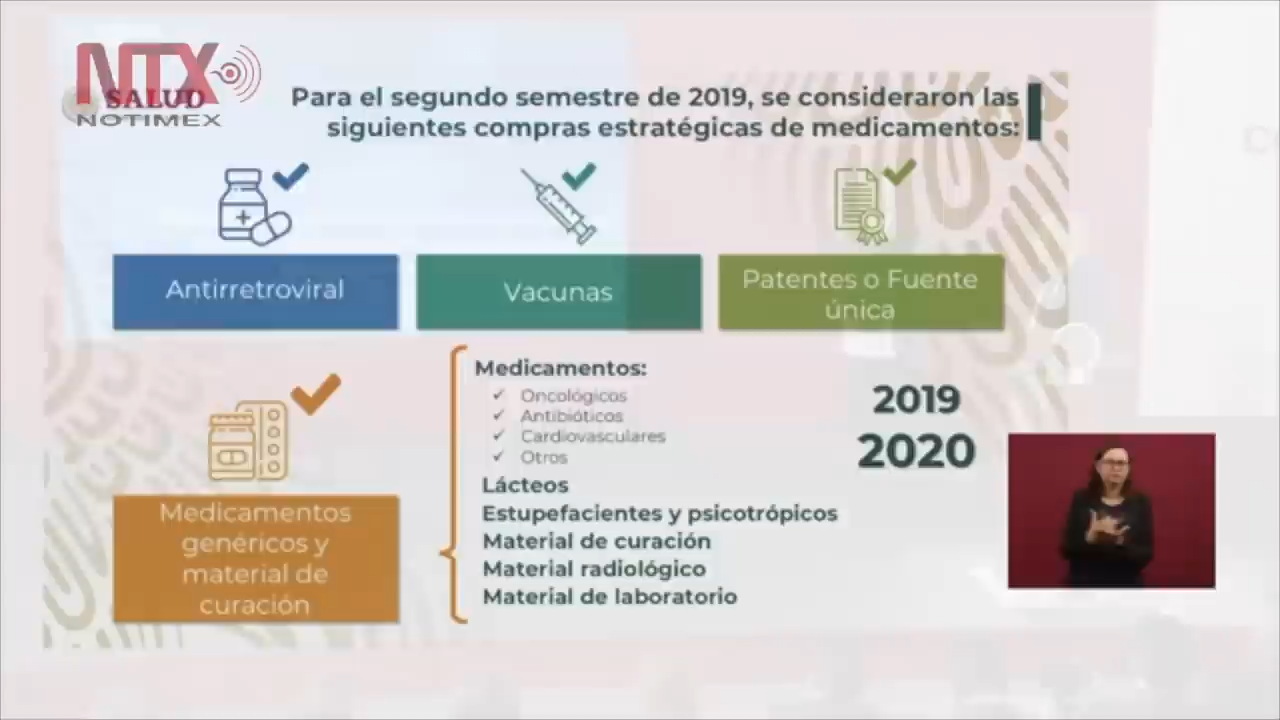 NTX
SALUD
NOTIMEX
Para el segundo semestre de 2019, se consideraron las
siguientes compras estratégicas de medicamentos:
Antirretroviral
Vacunas
Patentes o Fuente
única
Medicamentos
genéricos y
material de
curación
Medicamentos:
Oncológicos
Antibióticos
Cardiovasculares
Otros
Lácteos
Estupefacientes y psicotrópicos
Material de curación
Material radiológico
Material de laboratorio
2019
2020